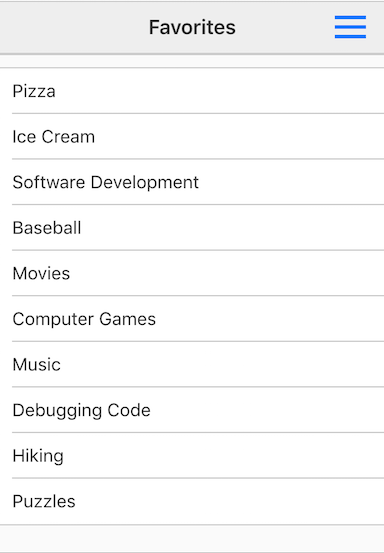 Favorites
Pizza
Ice Cream
Software Development
Baseball
Movies
Computer Games
Music
Debugging Code
Hiking
Puzzles